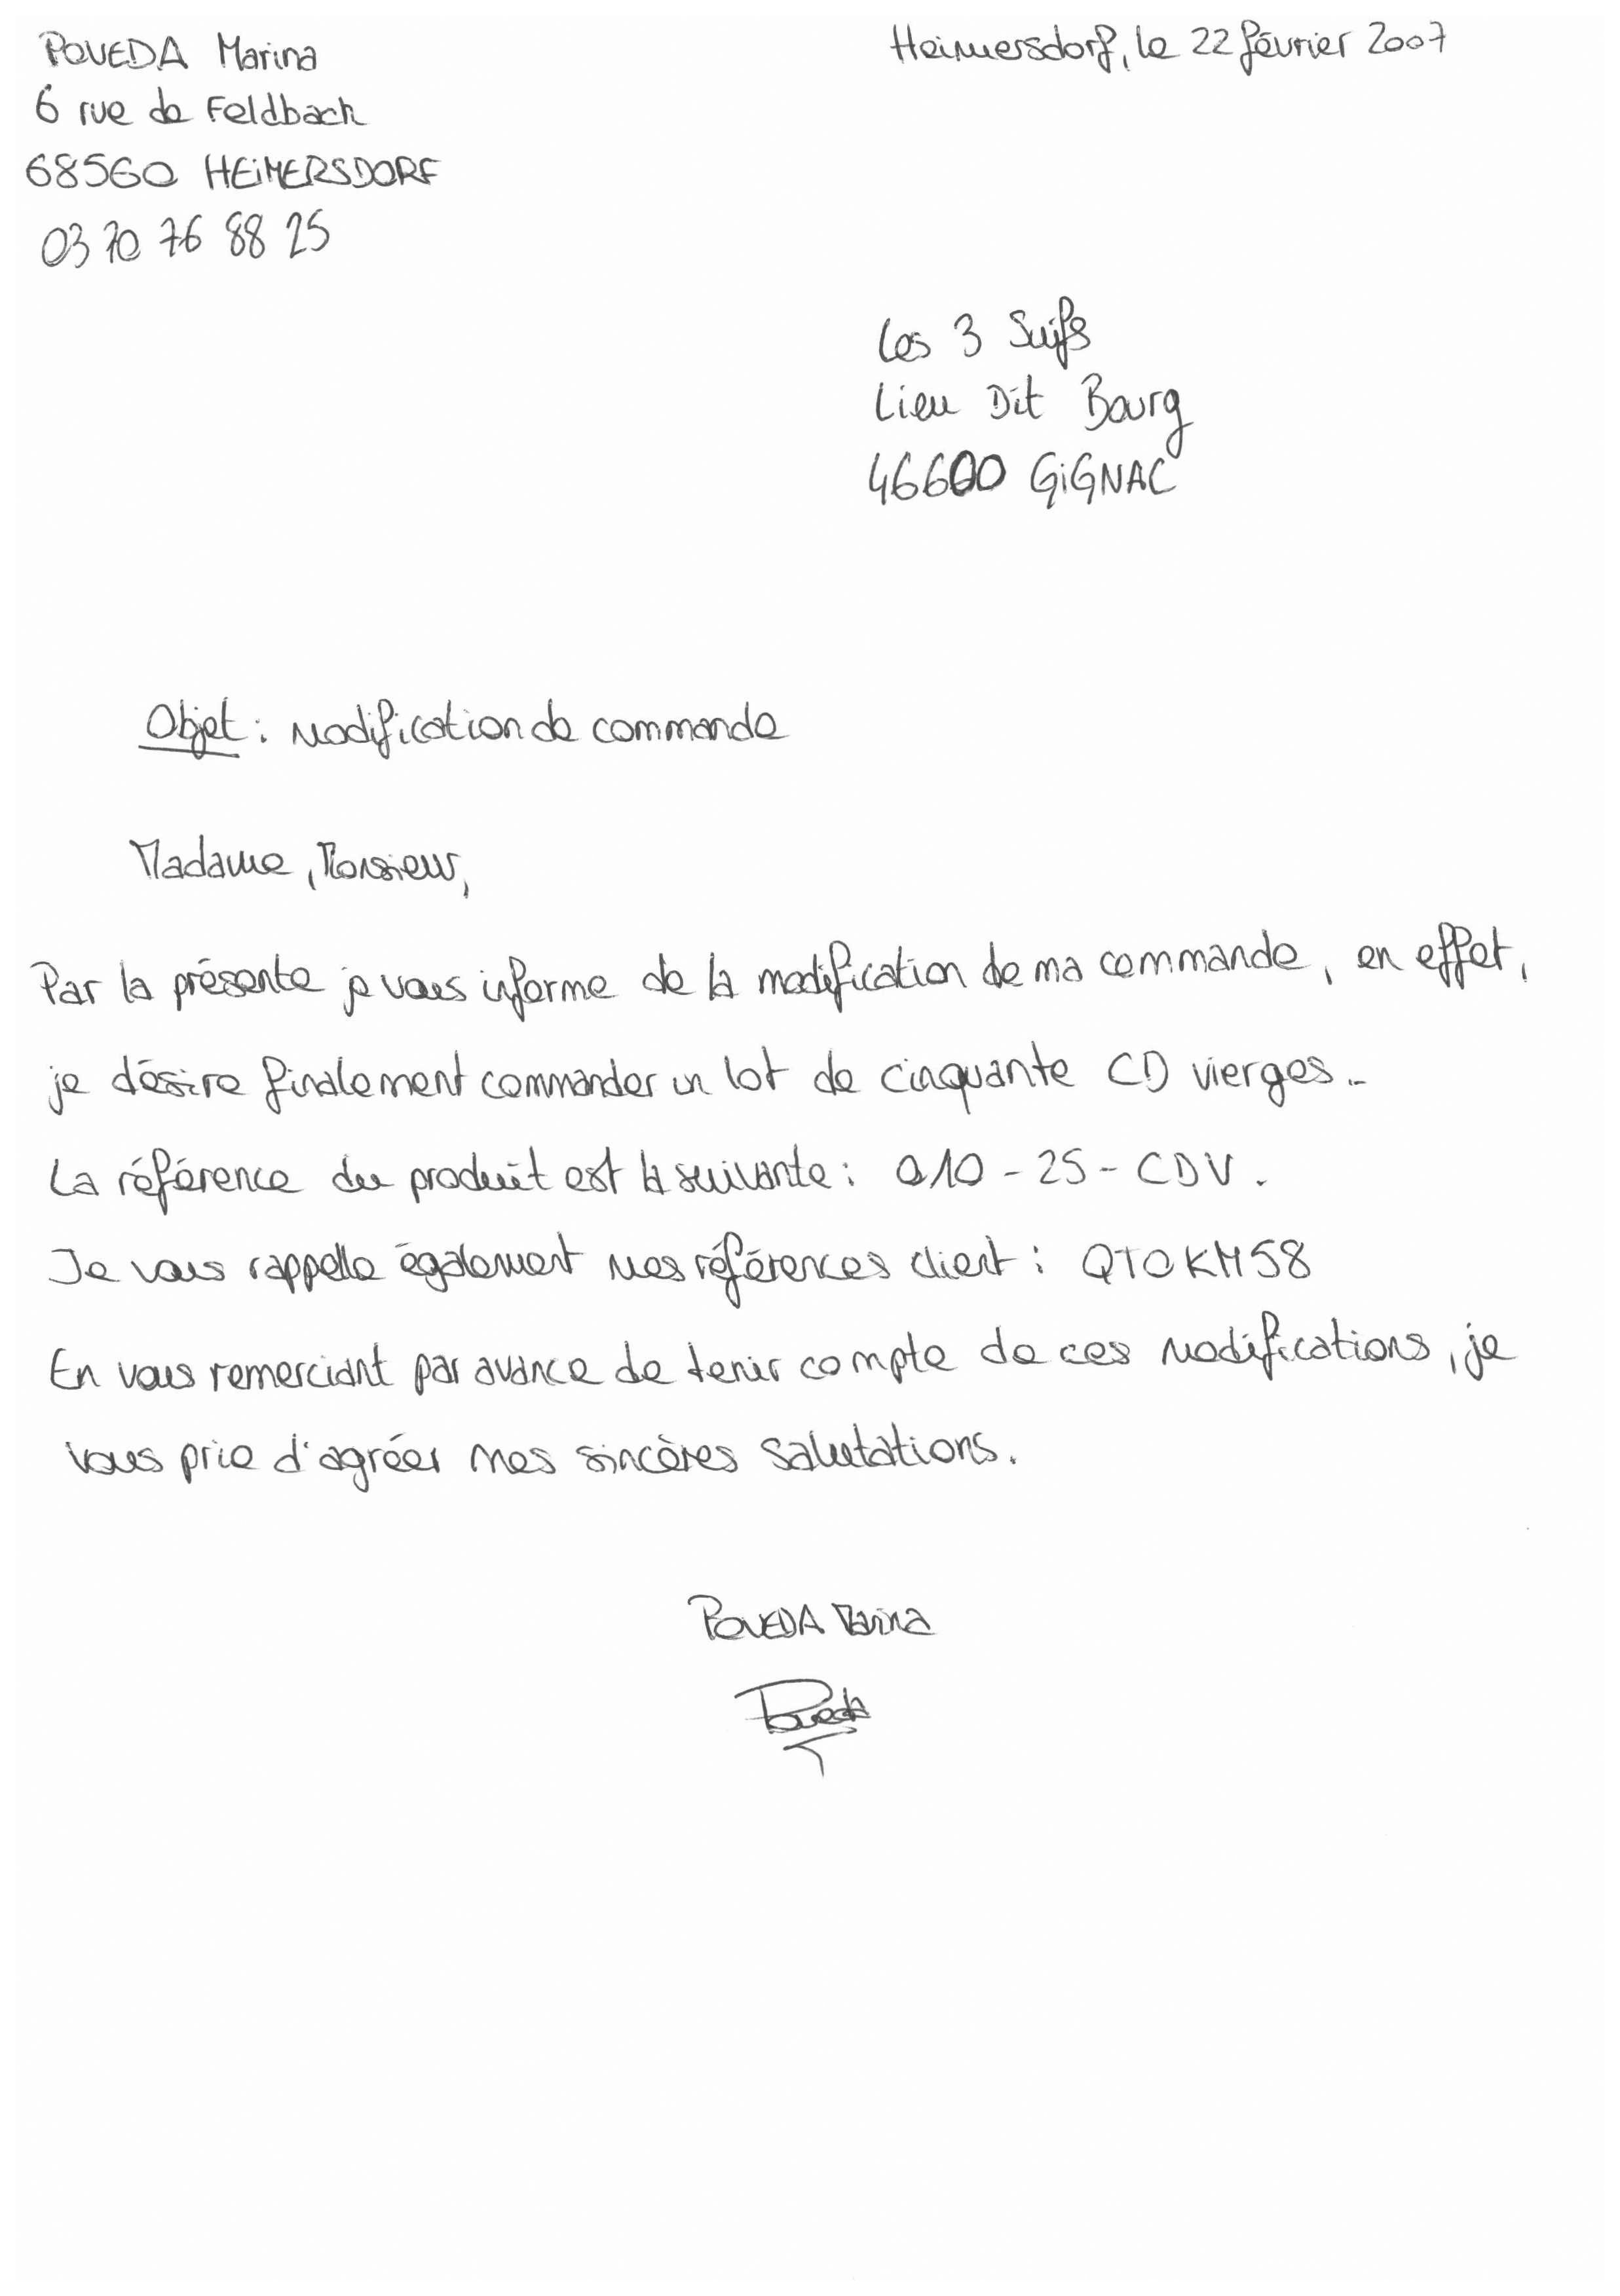 POVEDA Marina
6 rue de Feldbach
68560 HEIMERSDORF
03 70 76 88 25
Heimersdorf, le 22 février 2007
Les 3 Suifs
Lieu Dit Bourg
46600 GIGNAC
Objet : Modification de commande
Madame, Monsieur,
Par la présente je vous informe de la modification de ma commande, en effet,
je désire finalement commander un lot de cinquante CD vierges..
La référence du produit est la suivante : 010 - 25 - CDV.
Je vous rappelle également mes références client : QTOKM58
En vous remerciant par avance de tenir compte de ces modifications, je
vous prie d'agréer mes sincères salutations.
POVEDA Marina
Poveda